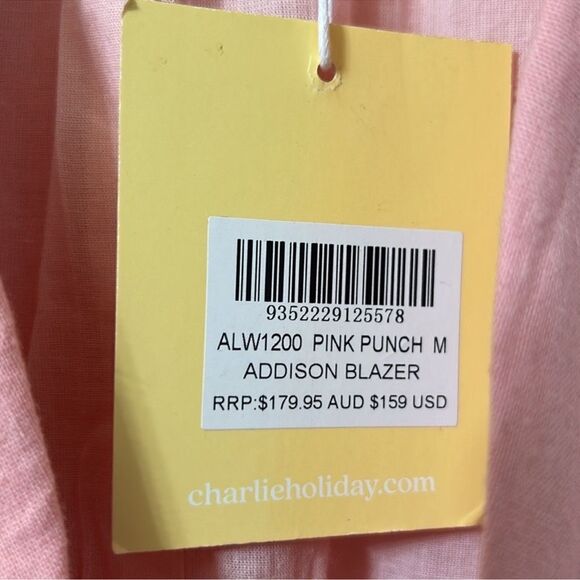 9352229125578
ALW1200 PINK PUNCH M
ADDISON BLAZER
RRP:$179.95 AUD $159 USD
charlieholiday.com